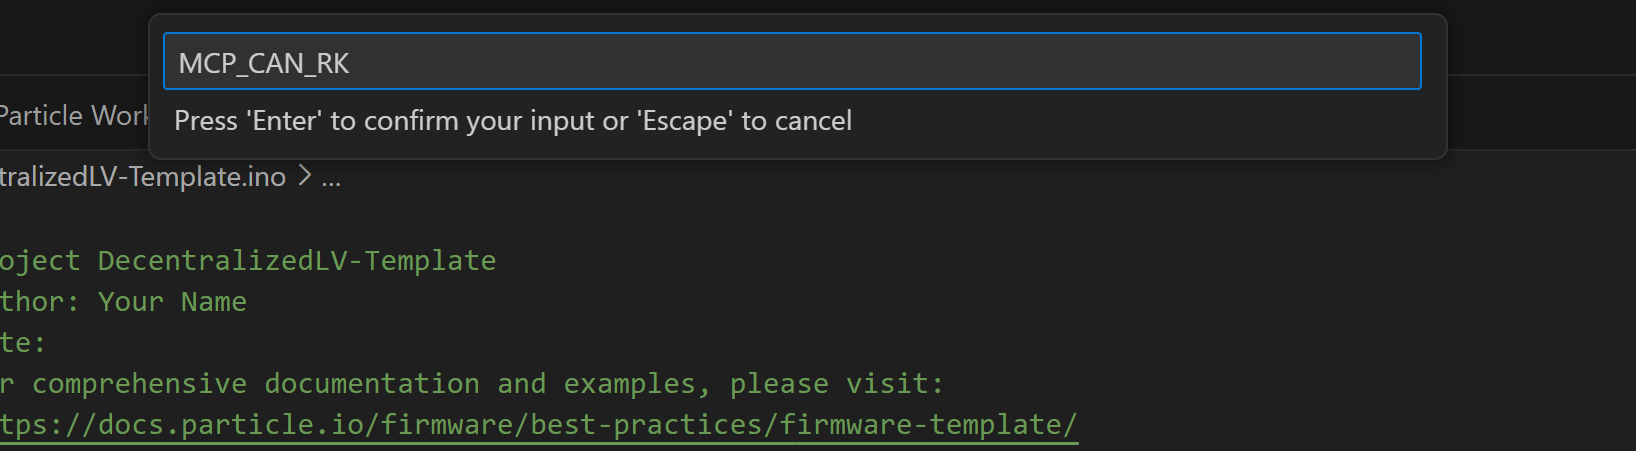 MCP_CAN_RK
Press 'Enter' to confirm your input or 'Escape' to cancel
Particle Work
tralizedLV-Template.ino > ...
oject DecentralizedLV-Template
thor: Your Name
te:
r comprehensive documentation and examples, please visit:
tps://docs.particle.io/firmware/best-practices/firmware-template/